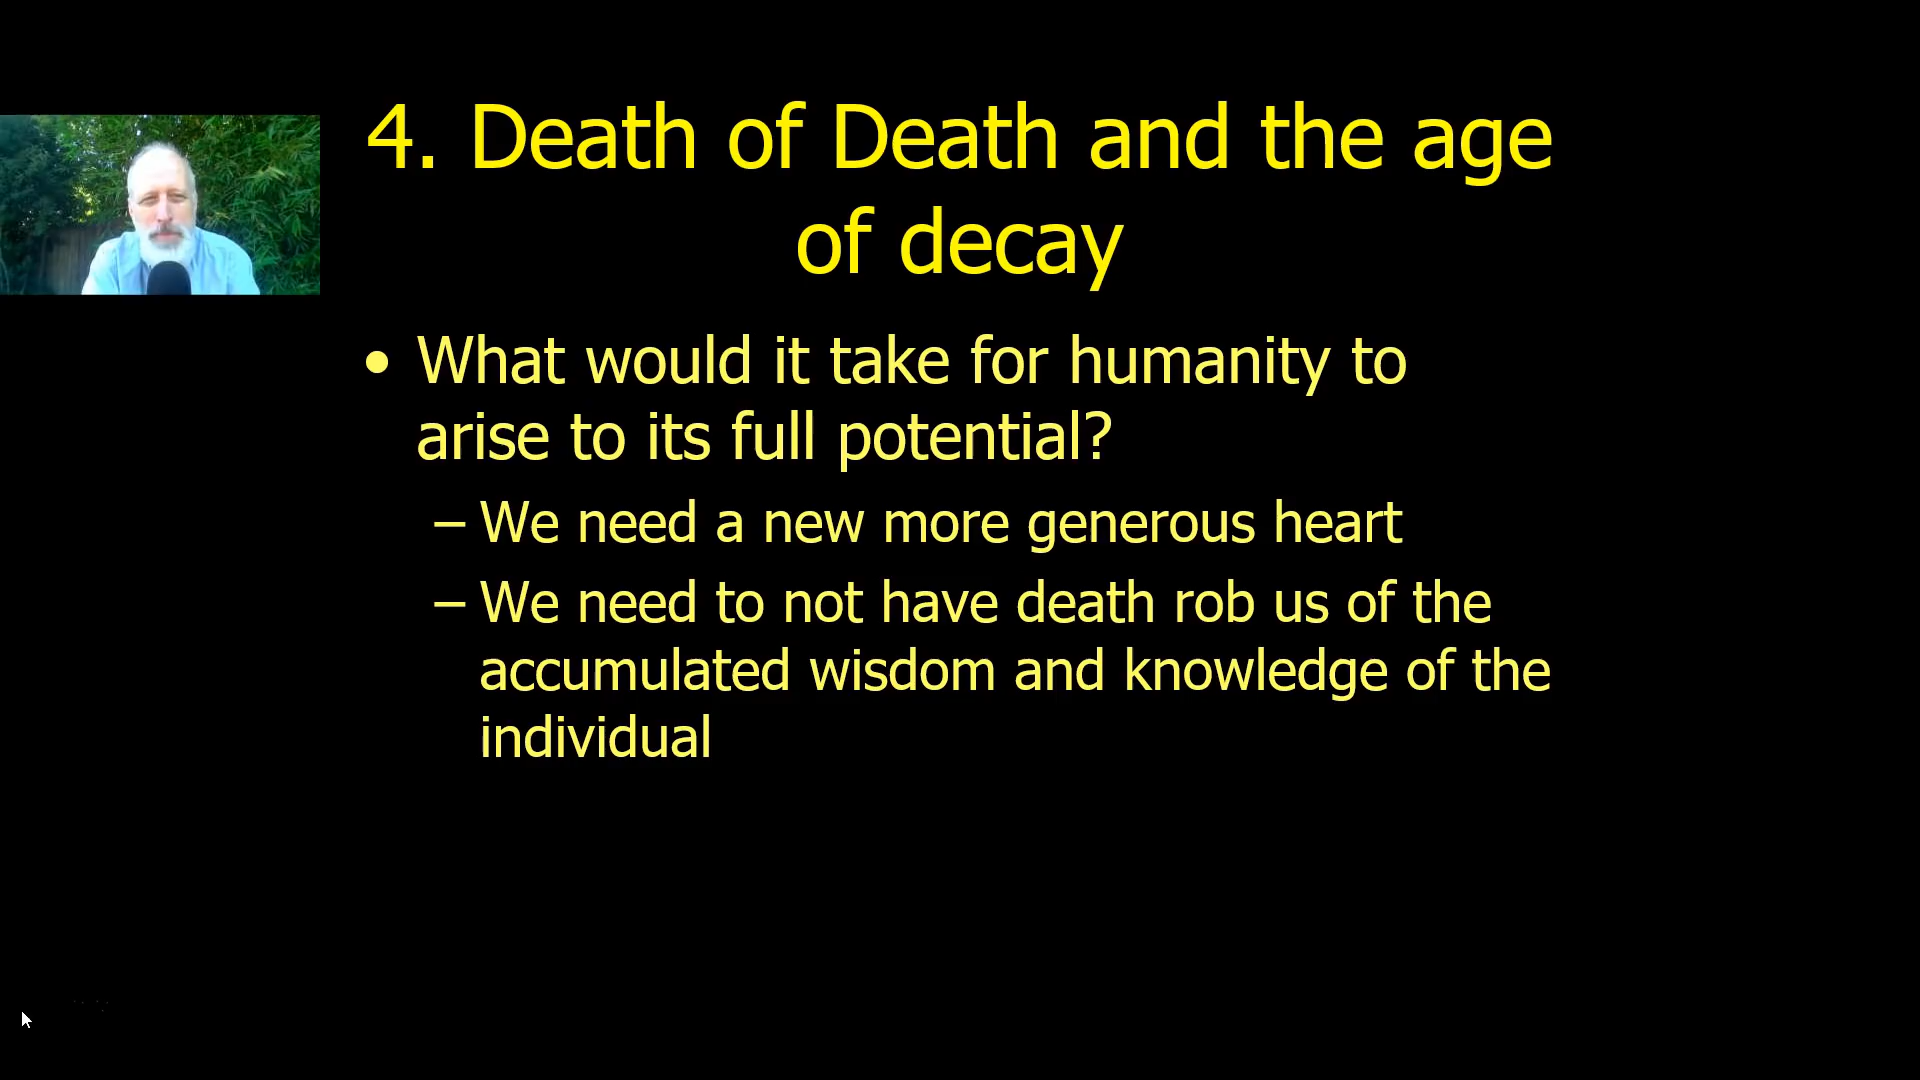 4. Death of Death and the age
of decay
• What would it take for humanity to
arise to its full potential?
– We need a new more generous heart
– We need to not have death rob us of the
accumulated wisdom and knowledge of the
individual